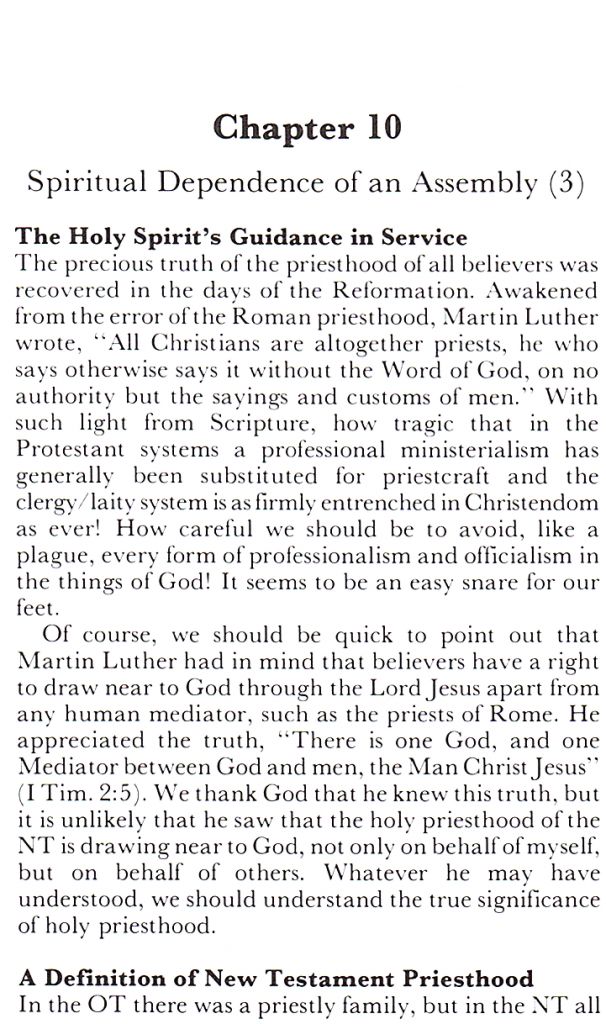 Chapter 10
Spiritual Dependence of an Assembly (3)
The Holy Spirit's Guidance in Service
The precious truth of the priesthood of all believers was
recovered in the days of the Reformation. Awakened
from the error of the Roman priesthood, Martin Luther
wrote, "All Christians are altogether priests, he who
says otherwise says it without the Word of God, on no
authority but the sayings and customs of men." With
such light from Scripture, how tragic that in the
Protestant systems a professional ministerialism has
generally been substituted for priestcraft and the
clergy/laity system is as firmly entrenched in Christendom
as ever! How careful we should be to avoid, like a
plague, every form of professionalism and officialism in
the things of God! It seems to be an easy snare for our
feet.
Of course, we should be quick to point out that
Martin Luther had in mind that believers have a right
to draw near to God through the Lord Jesus apart from
any human mediator, such as the priests of Rome. He
appreciated the truth, "There is one God, and one
Mediator between God and men, the Man Christ Jesus"
(I Tim. 2:5). We thank God that he knew this truth, but
it is unlikely that he saw that the holy priesthood of the
NT is drawing near to God, not only on behalf of myself,
but on behalf of others. Whatever he may have
understood, we should understand the true significance
of holy priesthood.
A Definition of New Testament Priesthood
In the OT there was a priestly family, but in the NT all